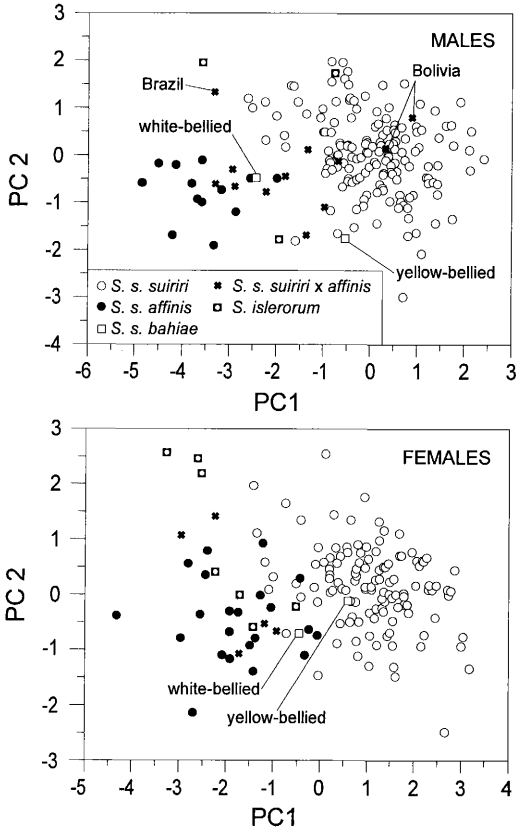 MALES
Brazil
Bolivia
white-bellied
yellow-bellied
S. s. suiriri
S. s. suiriri x affinis
S. s. affinis
S. islerorum
S. s. bahiae
PC 2
3
2
1
0
-1
-2
-3
-4
-6 -5 -4 -3 -2 -1 0 1 2 3
PC1
FEMALES
white-bellied
yellow-bellied
PC 2
3
2
1
0
-1
-2
-3
-5 -4 -3 -2 -1 0 1 2 3 4
PC1